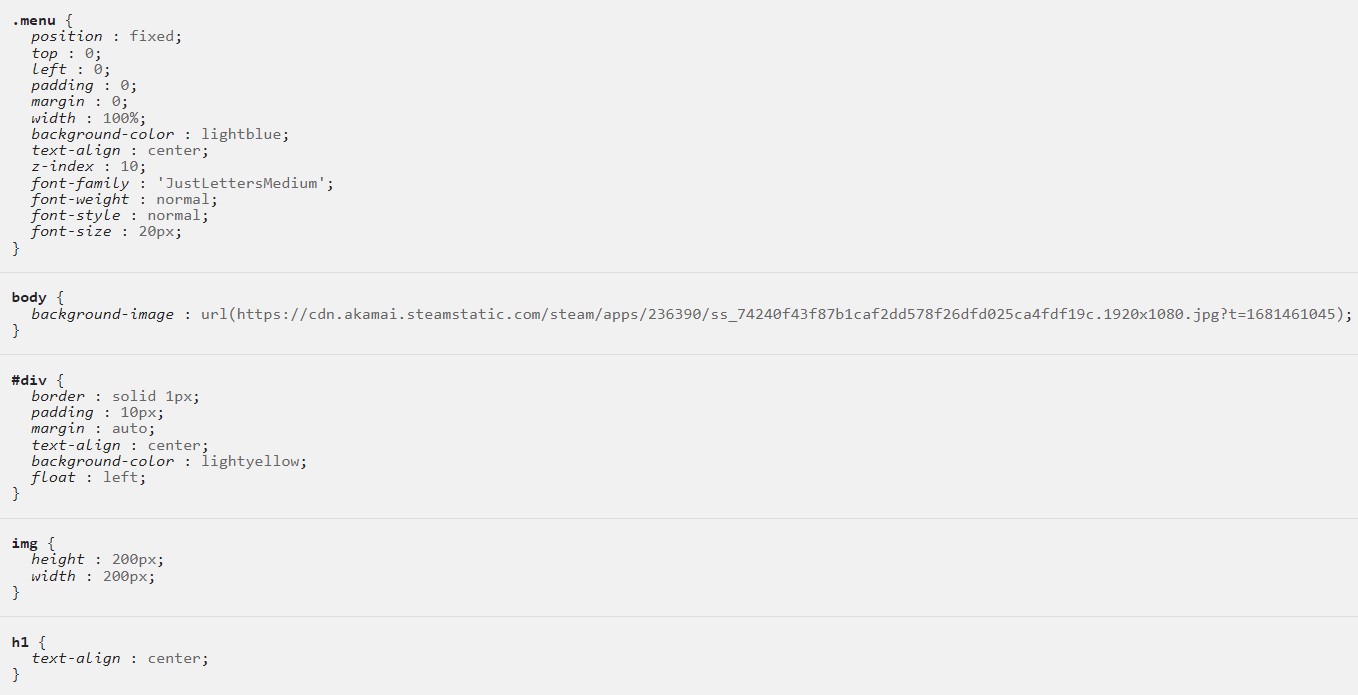 .menu {
position : fixed;
top : 0;
left : 0;
padding : 0;
margin : 0;
width : 100%;
background-color : lightblue;
text-align : center;
z-index : 10;
font-family : 'JustLettersMedium';
font-weight : normal;
font-style : normal;
font-size : 20px;
}
body {
background-image : url(https://cdn.akamai.steamstatic.com/steam/apps/236390/ss_74240f43f87b1caf2dd578f26dfd025ca4fdf19c.1920x1080.jpg?t=1681461045);
}
#div {
border : solid 1px;
padding : 10px;
margin : auto;
text-align : center;
background-color : lightyellow;
float : left;
}
img {
height : 200px;
width : 200px;
}
h1 {
text-align : center;
}